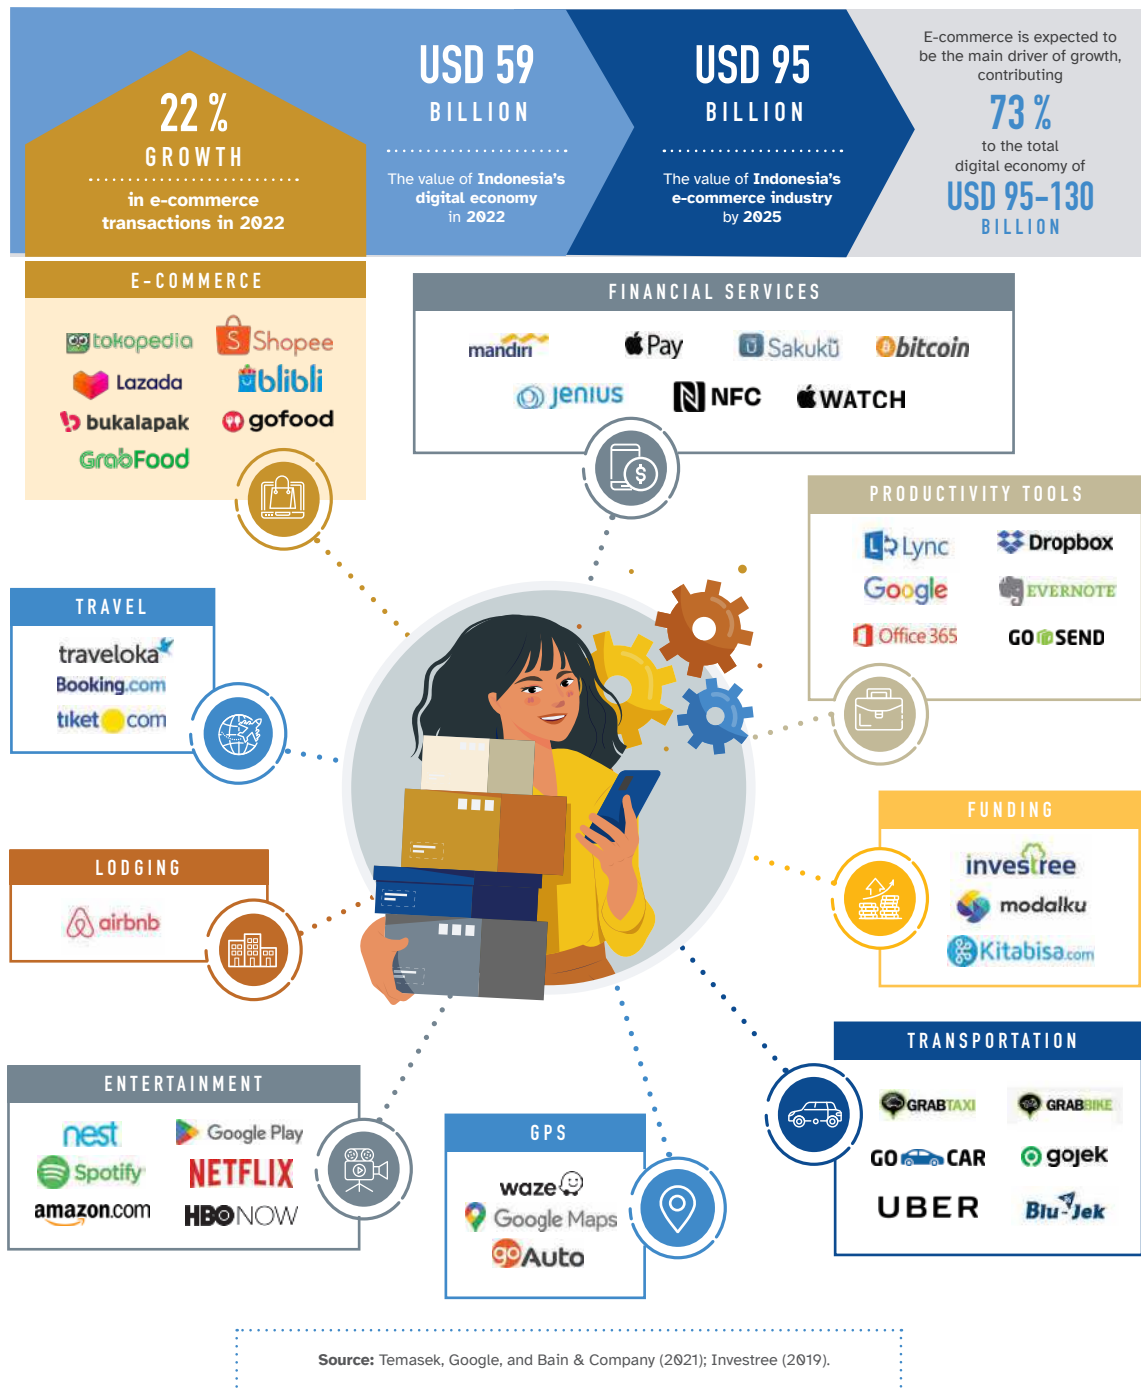 22 %
GROWTH
in e-commerce
transactions in 2022
USD 59
BILLION
The value of Indonesia's
digital economy
in 2022
USD 95
BILLION
The value of Indonesia's
e-commerce industry
by 2025
E-commerce is expected to
be the main driver of growth,
contributing
73 %
to the total
digital economy of
USD 95-130
BILLION
E-COMMERCE
tokopedia
Shopee
Lazada
blibli
bukalapak
gofood
GrabFood
FINANCIAL SERVICES
mandiri
Pay
Sakuku
bitcoin
Jenius
NFC
WATCH
PRODUCTIVITY TOOLS
Lync
Dropbox
Google
EVERNOTE
Office 365
GO SEND
TRAVEL
traveloka
Booking.com
tiket com
FUNDING
investree
modalku
Kitabisa.com
LODGING
airbnb
TRANSPORTATION
GRABTAXI
GRABBIKE
GO CAR
gojek
UBER
Blu-Jek
ENTERTAINMENT
nest
Google Play
Spotify
NETFLIX
amazon.com
HBO NOW
GPS
waze
Google Maps
goAuto
Source: Temasek, Google, and Bain & Company (2021); Investree (2019).